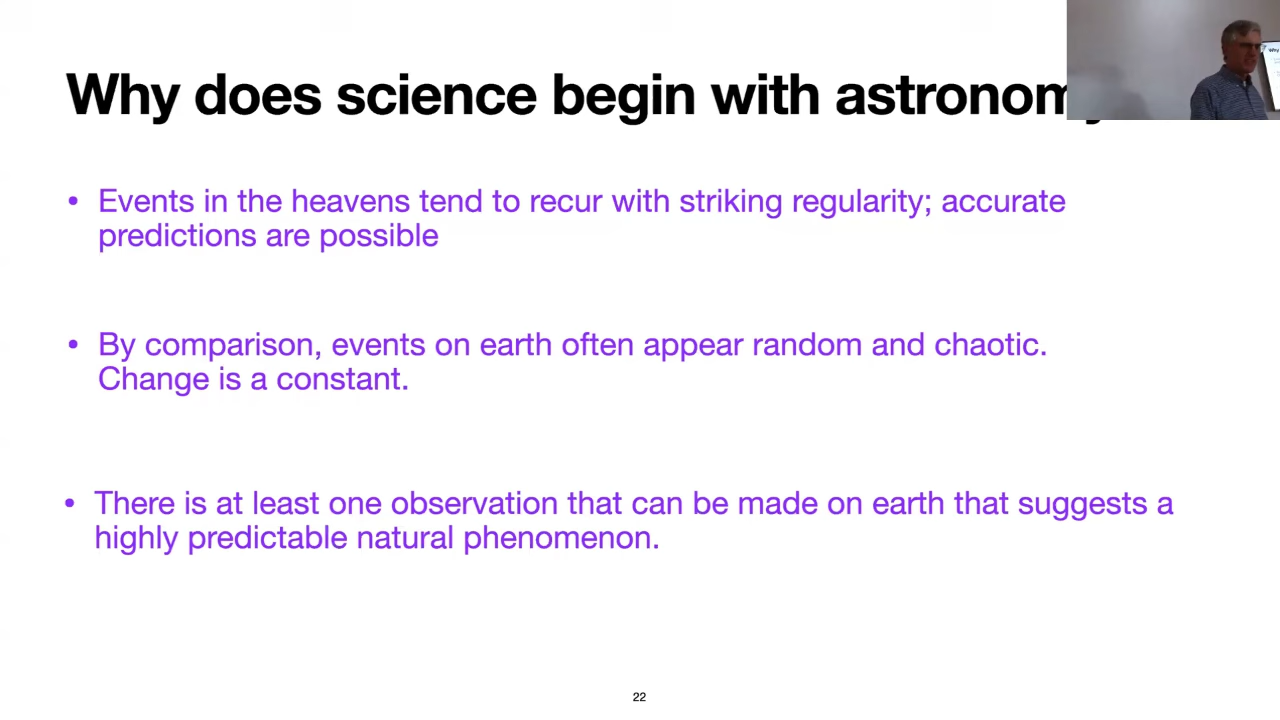 Why does science begin with
Events in the heavens tend to recur with striking regularity; accurate
predictions are possible
By comparison, events on earth often appear random and chaotic.
Change is a constant.
There is at least one observation that can be made on earth that suggests a
highly predictable natural phenomenon.
22